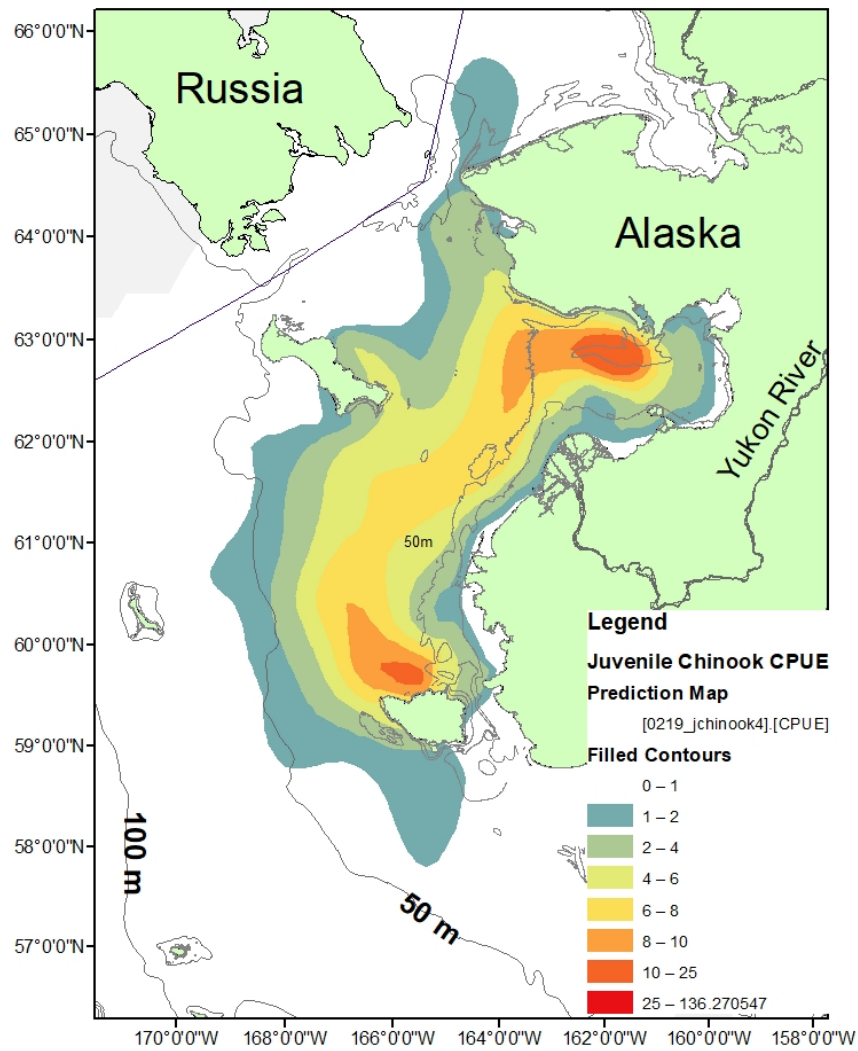 66°0'0"N
65°0'0"N
64°0'0"N
63°0'0"N
62°0'0"N
61°0'0"N
60°0'0"N
59°0'0"N
58°0'0"N
57°0'0"N
Russia
Alaska
Yukon River
50m
100 m
50 m
Legend
Juvenile Chinook CPUE
Prediction Map
[0219_jchinook4].[CPUE]
Filled Contours
0 – 1
1 – 2
2 – 4
4 – 6
6 – 8
8 – 10
10 – 25
25 – 136.270547
170°0'0"W 168°0'0"W 166°0'0"W 164°0'0"W 162°0'0"W 160°0'0"W 158°0'0"W